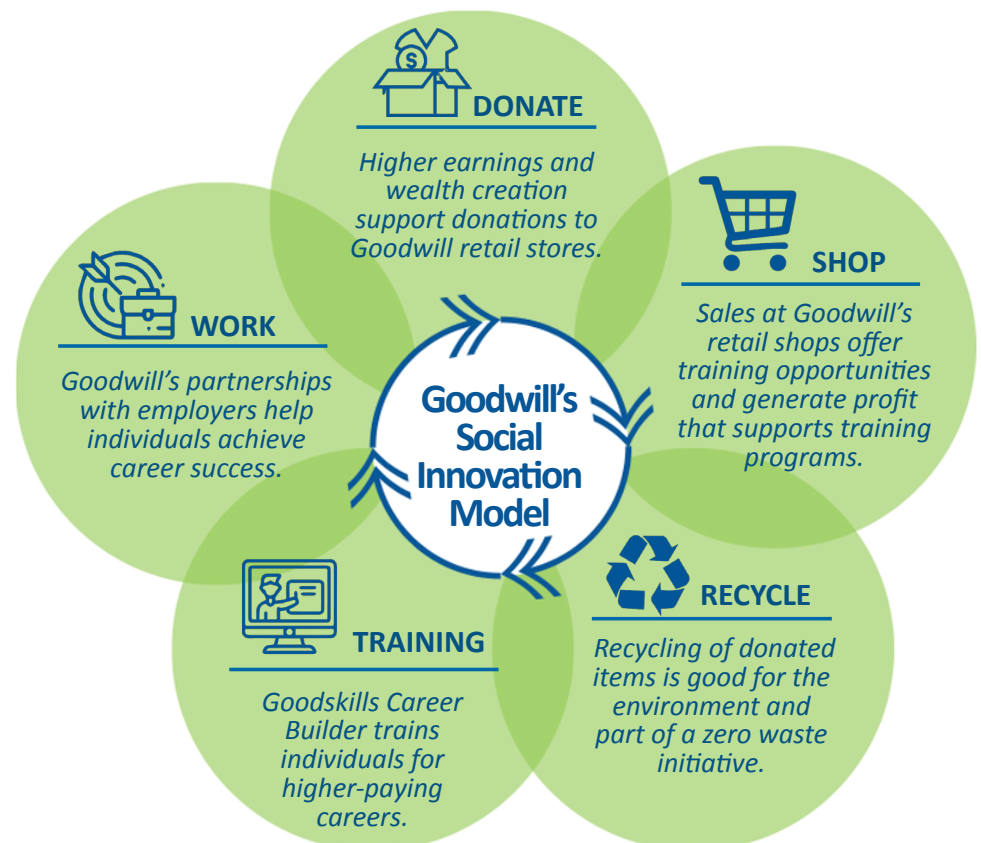 DONATE
Higher earnings and
wealth creation
support donations to
Goodwill retail stores.
SHOP
Sales at Goodwill’s
retail shops offer
training opportunities
and generate profit
that supports training
programs.
RECYCLE
Recycling of donated
items is good for the
environment and
part of a zero waste
initiative.
TRAINING
Goodskills Career
Builder trains
individuals for
higher-paying
careers.
WORK
Goodwill’s partnerships
with employers help
individuals achieve
career success.
Goodwill’s
Social
Innovation
Model
$